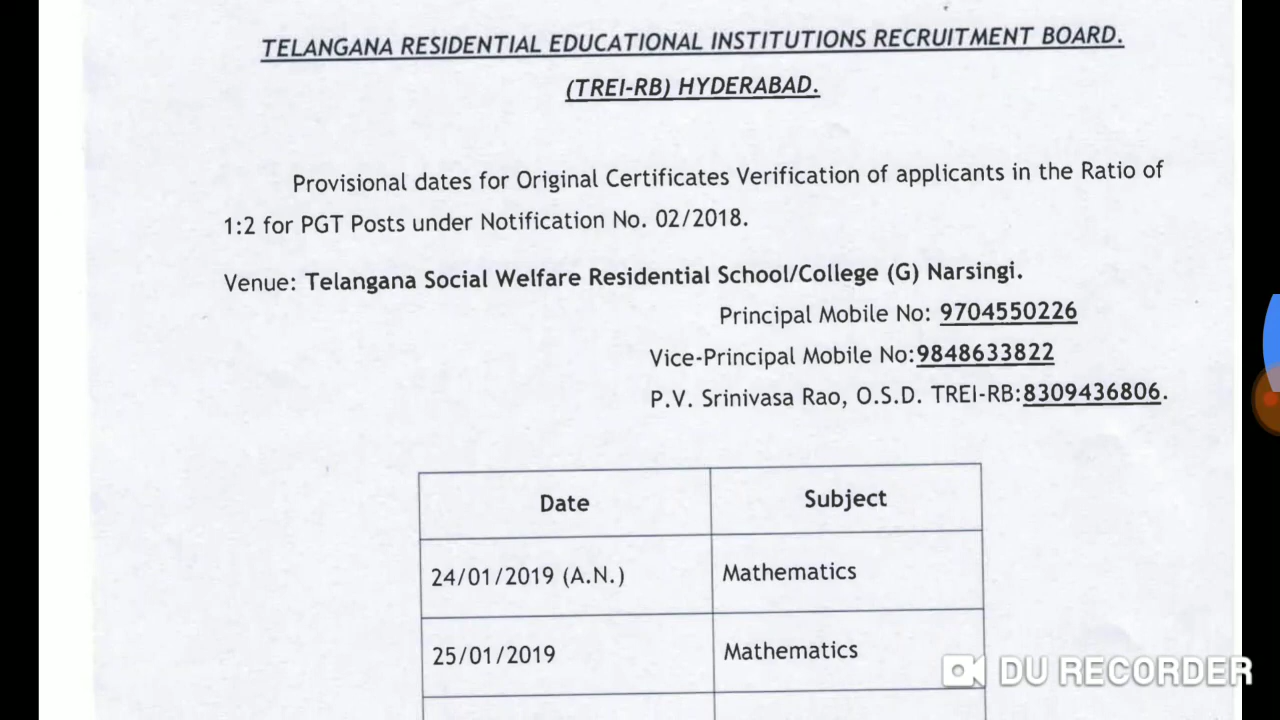 TELANGANA RESIDENTIAL EDUCATIONAL INSTITUTIONS RECRUITMENT BOARD.
(TREI-RB) HYDERABAD.
Provisional dates for Original Certificates Verification of applicants in the Ratio of
1:2 for PGT Posts under Notification No. 02/2018.
Venue: Telangana Social Welfare Residential School/College (G) Narsingi.
Principal Mobile No: 9704550226
Vice-Principal Mobile No:9848633822
P.V. Srinivasa Rao, O.S.D. TREI-RB:8309436806.
Date Subject
24/01/2019 (A.N.) Mathematics
25/01/2019 Mathematics
DU RECORDER